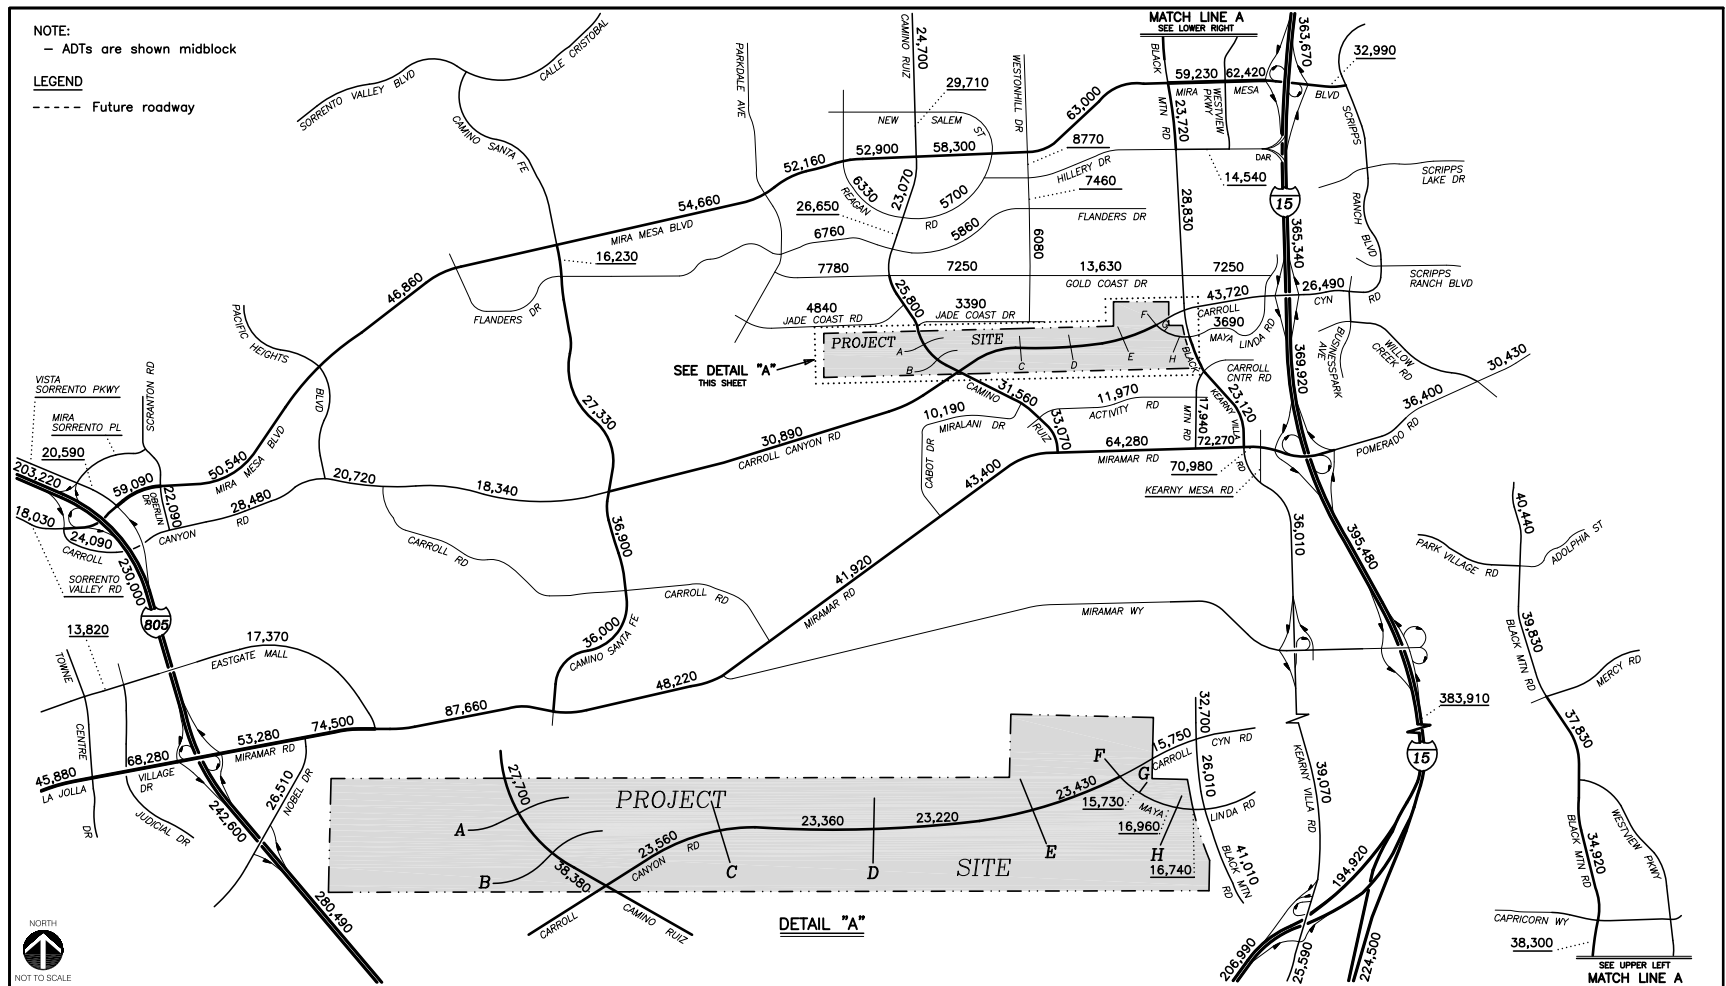 NOTE:
– ADTs are shown midblock
LEGEND
----- Future roadway
MATCH LINE A
SEE LOWER RIGHT
SORRENTO VALLEY BLVD
CALLE CRISTOBAL
CAMINO SANTA FE
PARKDALE AVE
CAMINO RUIZ
24,700
29,710
NEW SALEM ST
WESTONHILL DR
63,000
BLACK MTN RD
59,230
62,420
MIRA MESA BLVD
23,720
WESTVIEW PKWY
363,670
32,990
SCRIPPS RANCH BLVD
52,160
52,900
58,300
8770
HILLERY DR
7460
DAR
14,540
SCRIPPS LAKE DR
6330
REAGAN RD
23,070
5700
54,660
26,650
MIRA MESA BLVD
6760
5860
FLANDERS DR
28,830
15
6080
16,230
7780
7250
13,630
7250
GOLD COAST DR
365,340
SCRIPPS RANCH BLVD
46,860
FLANDERS DR
25,800
4840
JADE COAST RD
3390
JADE COAST DR
43,720
CARROLL CYN RD
26,490
3690
MAYA LINDA RD
PACIFIC HEIGHTS BLVD
PROJECT SITE
A
B
C
D
E
F
G
H
SEE DETAIL "A"
THIS SHEET
BLACK MTN RD
CARROLL CNTR RD
369,920
BUSINESSPARK AVE
WILLOW CREEK RD
30,430
36,400
POMERADO RD
VISTA SORRENTO PKWY
MIRA SORRENTO PL
SCRANTON RD
27,330
31,560
CAMINO RUIZ
33,070
10,190
MIRALANI DR
11,970
ACTIVITY RD
17,940
23,120
KEARNY VILLA RD
20,590
203,220
59,090
50,540
MIRA MESA BLVD
30,890
CARROLL CANYON RD
CABOT DR
64,280
MIRAMAR RD
72,270
70,980
KEARNY MESA RD
22,090
OBERLIN DR
28,480
20,720
18,340
43,400
18,030
24,090
CARROLL CANYON RD
36,900
36,010
395,480
40,440
PARK VILLAGE RD
ADOLPHIA ST
CARROLL RD
SORRENTO VALLEY RD
230,000
805
41,920
MIRAMAR RD
CARROLL RD
MIRAMAR WY
39,830
BLACK MTN RD
MERCY RD
13,820
17,370
EASTGATE MALL
36,000
CAMINO SANTA FE
TOWNE CENTRE DR
48,220
87,660
74,500
53,280
MIRAMAR RD
68,280
45,880
LA JOLLA VILLAGE DR
JUDICIAL DR
26,510
NOBEL DR
242,600
280,490
383,910
15
37,830
WESTVIEW PKWY
34,920
BLACK MTN RD
27,700
PROJECT
A
B
23,560
CANYON RD
38,380
CARROLL
CAMINO RUIZ
C
23,360
D
23,220
23,430
E
SITE
F
G
H
15,730
16,960
16,740
15,750
CARROLL CYN RD
32,700
26,010
MAYA LINDA RD
41,010
BLACK MTN RD
DETAIL "A"
39,070
KEARNY VILLA RD
194,920
206,990
25,590
224,500
CAPRICORN WY
38,300
SEE UPPER LEFT
MATCH LINE A
NORTH
NOT TO SCALE